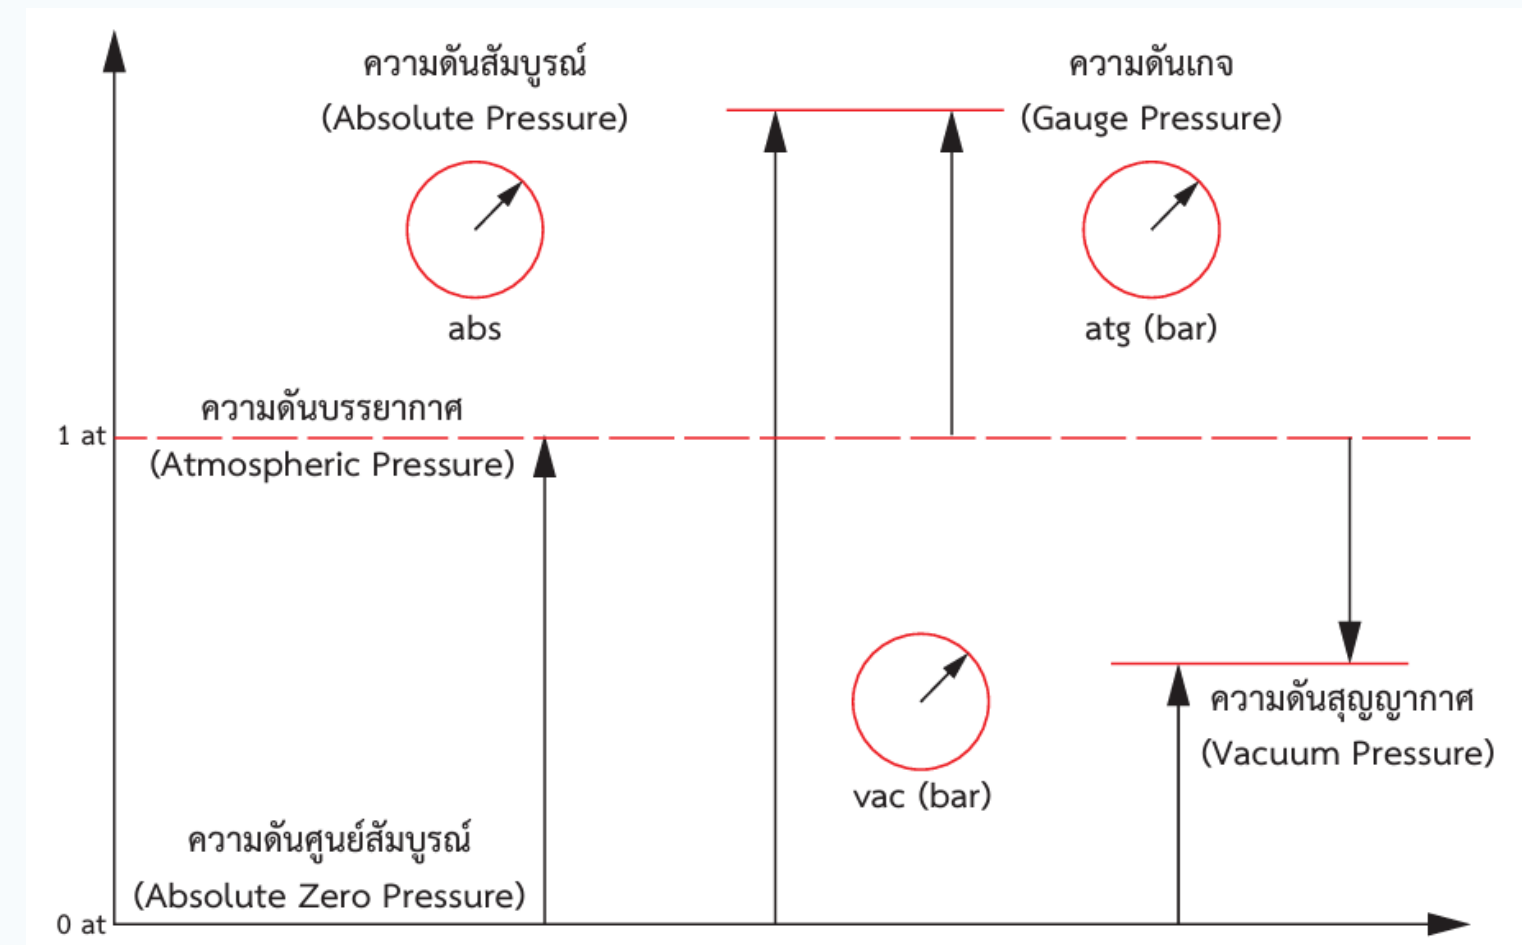 ความดันสัมบูรณ์
(Absolute Pressure)
abs
ความดันเกจ
(Gauge Pressure)
atg (bar)
ความดันบรรยากาศ
1 at
(Atmospheric Pressure)
ความดันสุญญากาศ
(Vacuum Pressure)
vac (bar)
ความดันศูนย์สัมบูรณ์
(Absolute Zero Pressure)
0 at